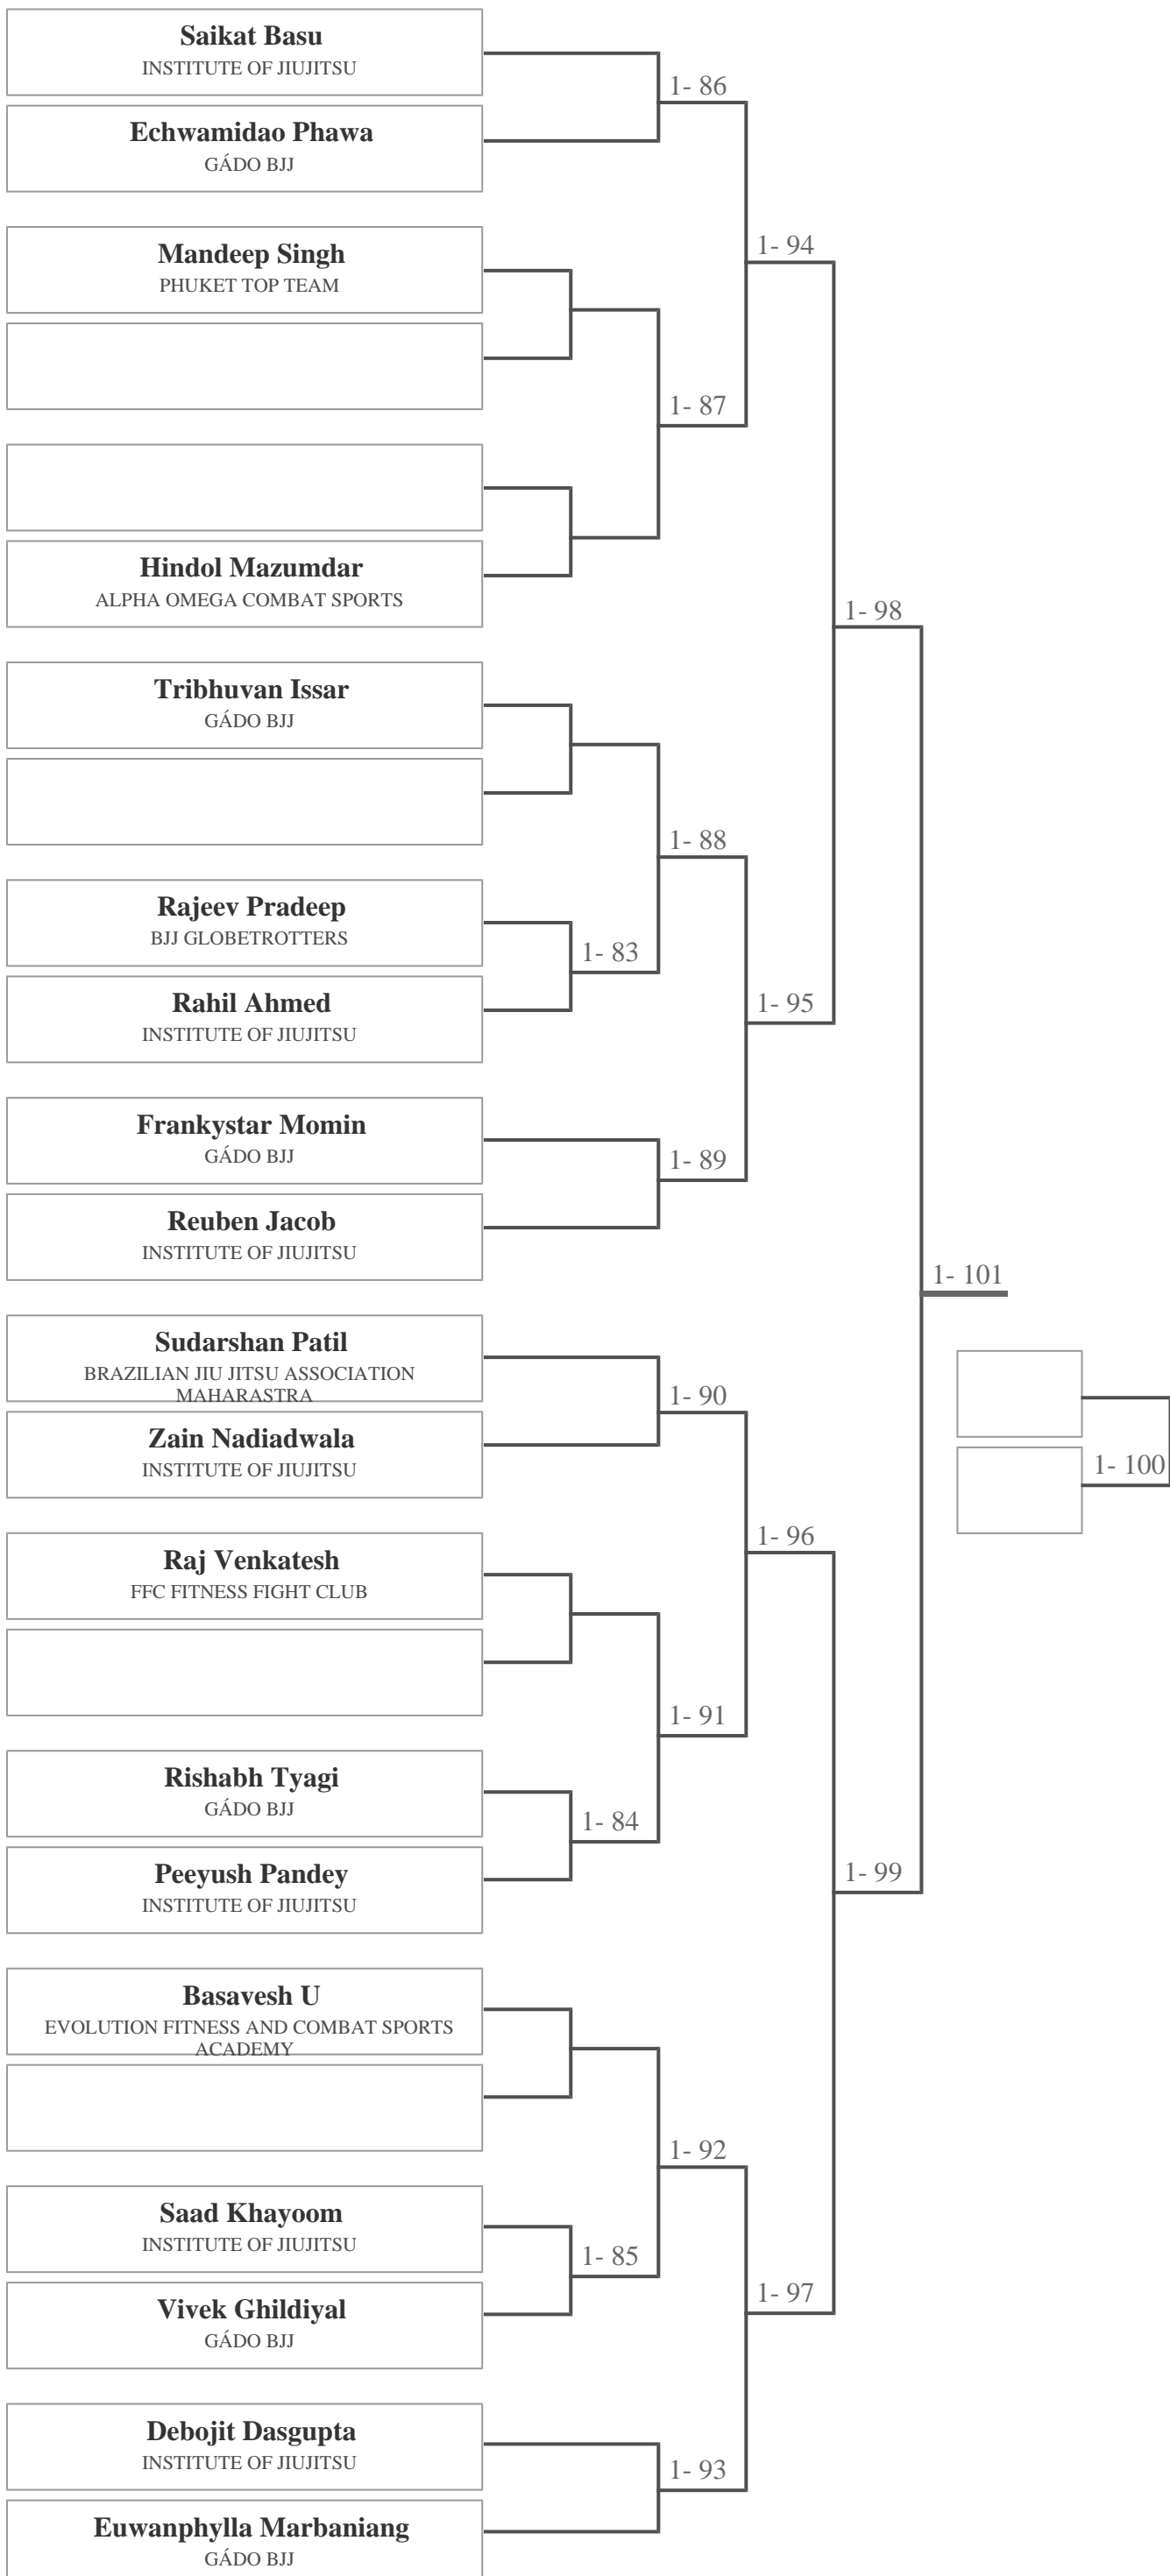 Saikat Basu
INSTITUTE OF JIUJITSU
1- 86
Echwamidao Phawa
GÁDO BJJ
Mandeep Singh
PHUKET TOP TEAM
1- 94
1- 87
Hindol Mazumdar
ALPHA OMEGA COMBAT SPORTS
1- 98
Tribhuvan Issar
GÁDO BJJ
1- 88
Rajeev Pradeep
BJJ GLOBETROTTERS
1- 83
Rahil Ahmed
INSTITUTE OF JIUJITSU
1- 95
Frankystar Momin
GÁDO BJJ
1- 89
Reuben Jacob
INSTITUTE OF JIUJITSU
1- 101
Sudarshan Patil
BRAZILIAN JIU JITSU ASSOCIATION
MAHARASTRA
1- 90
Zain Nadiadwala
INSTITUTE OF JIUJITSU
1- 100
1- 96
Raj Venkatesh
FFC FITNESS FIGHT CLUB
1- 91
Rishabh Tyagi
GÁDO BJJ
1- 84
Peeyush Pandey
INSTITUTE OF JIUJITSU
1- 99
Basavesh U
EVOLUTION FITNESS AND COMBAT SPORTS
ACADEMY
1- 92
Saad Khayoom
INSTITUTE OF JIUJITSU
1- 85
Vivek Ghildiyal
GÁDO BJJ
1- 97
Debojit Dasgupta
INSTITUTE OF JIUJITSU
1- 93
Euwanphylla Marbaniang
GÁDO BJJ